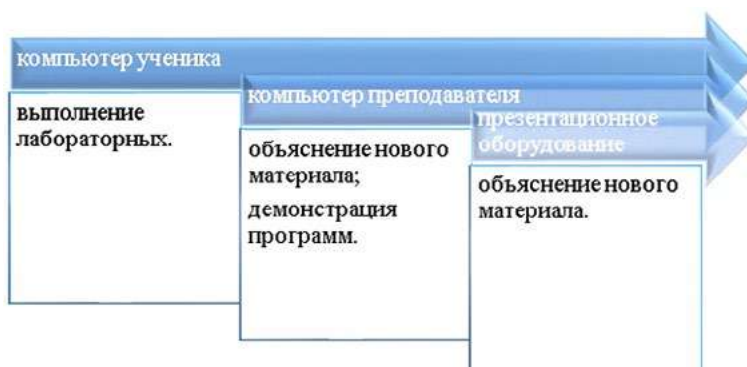 компьютер ученика
выполнение
лабораторных.
компьютер преподавателя
объяснение нового
материала;
демонстрация
программ.
презентационное
оборудование
объяснение нового
материала.